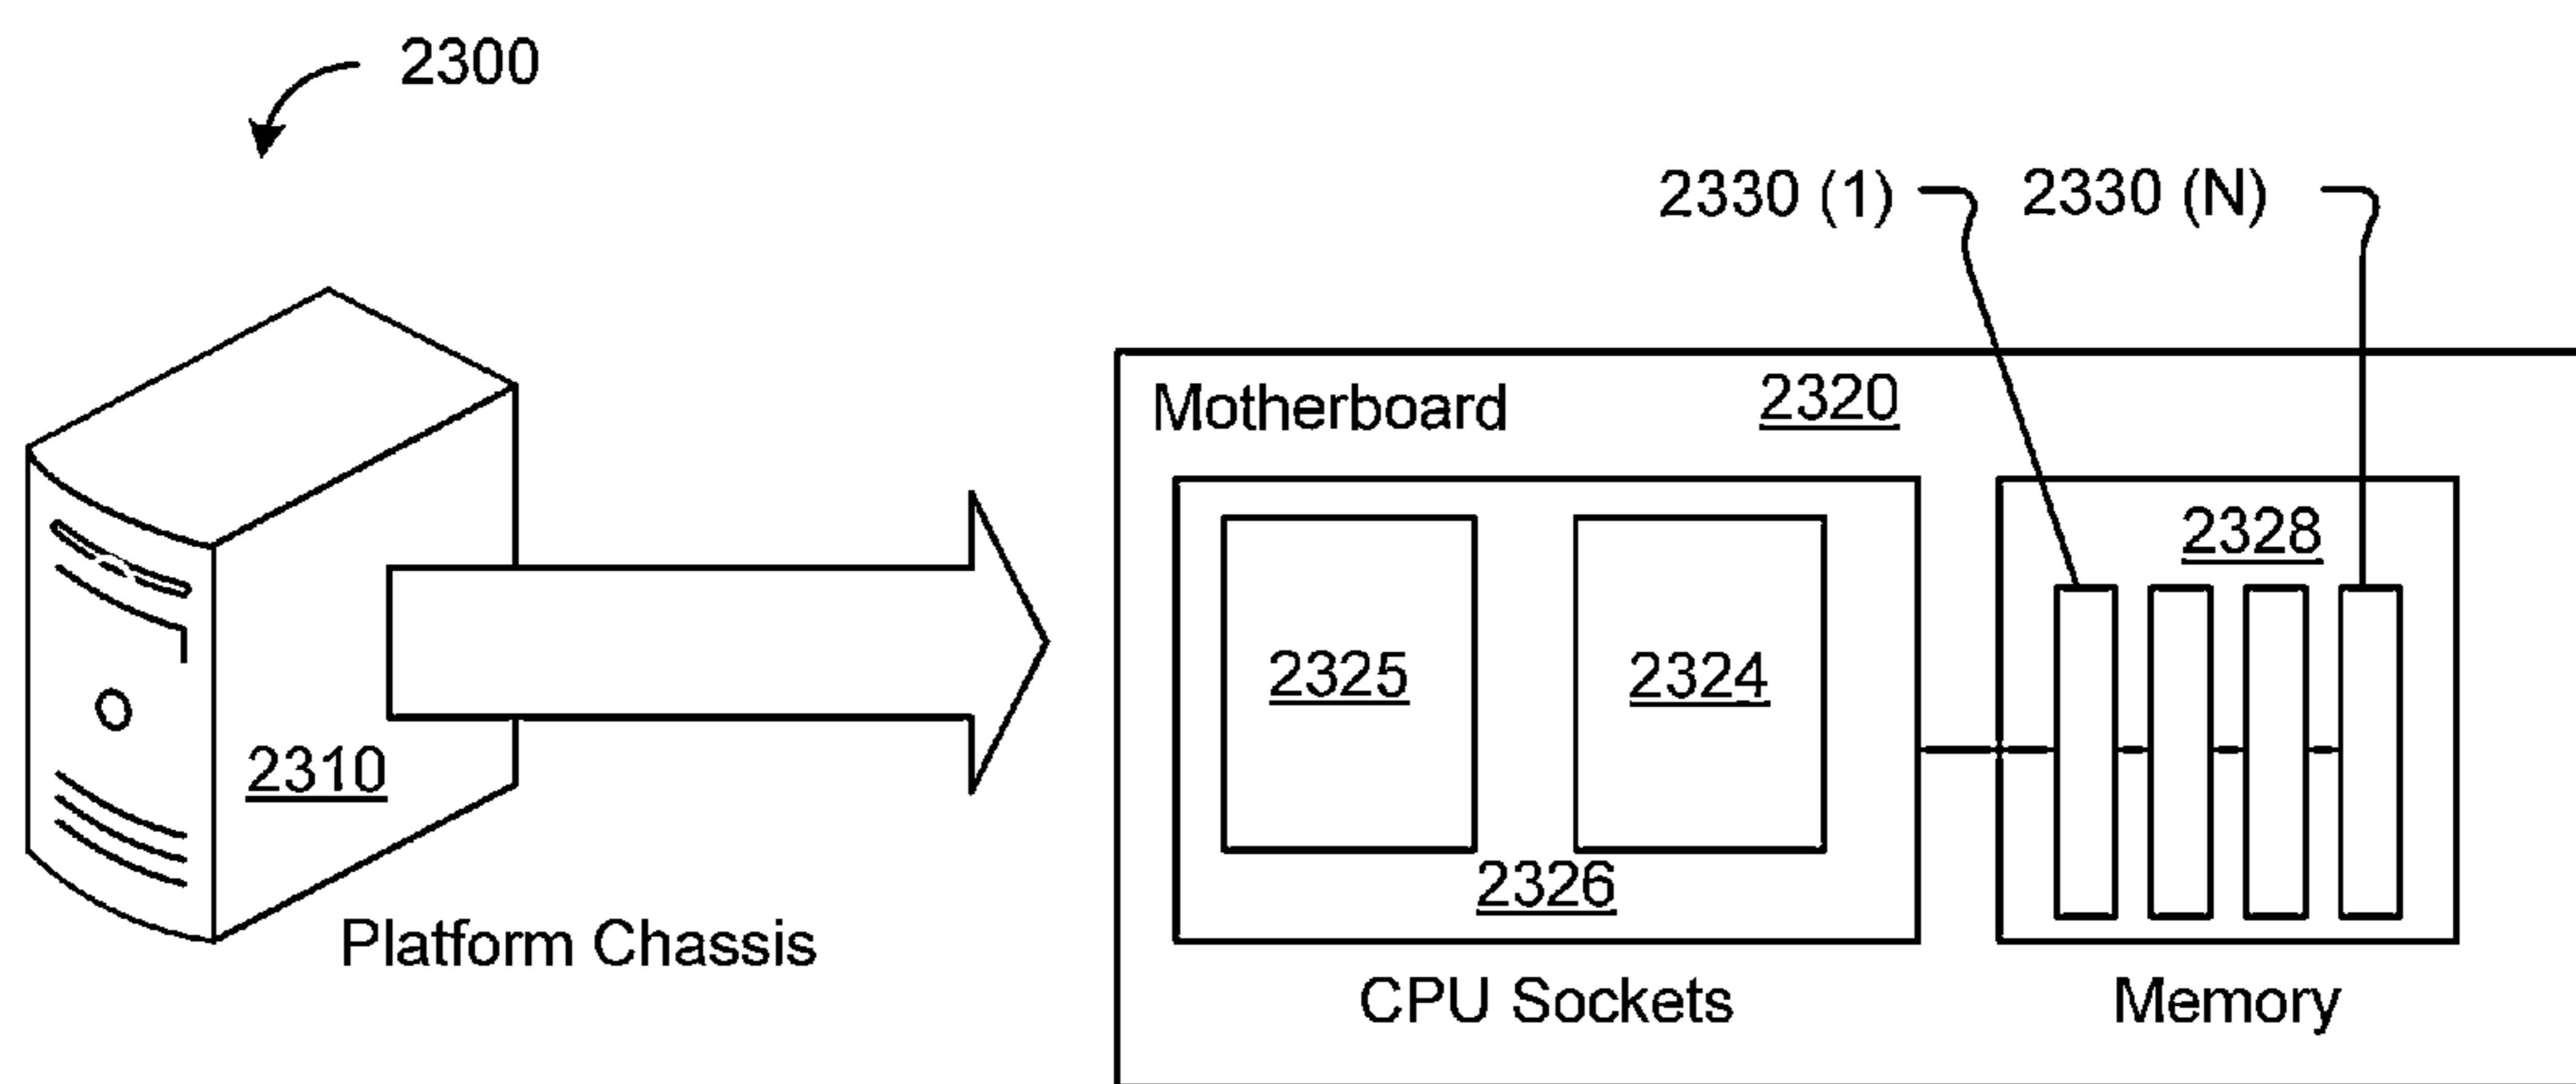 2300
2330 (1) 2330 (N)
Motherboard 2320
2328
2325 2324
2310
2326
Platform Chassis
CPU Sockets Memory